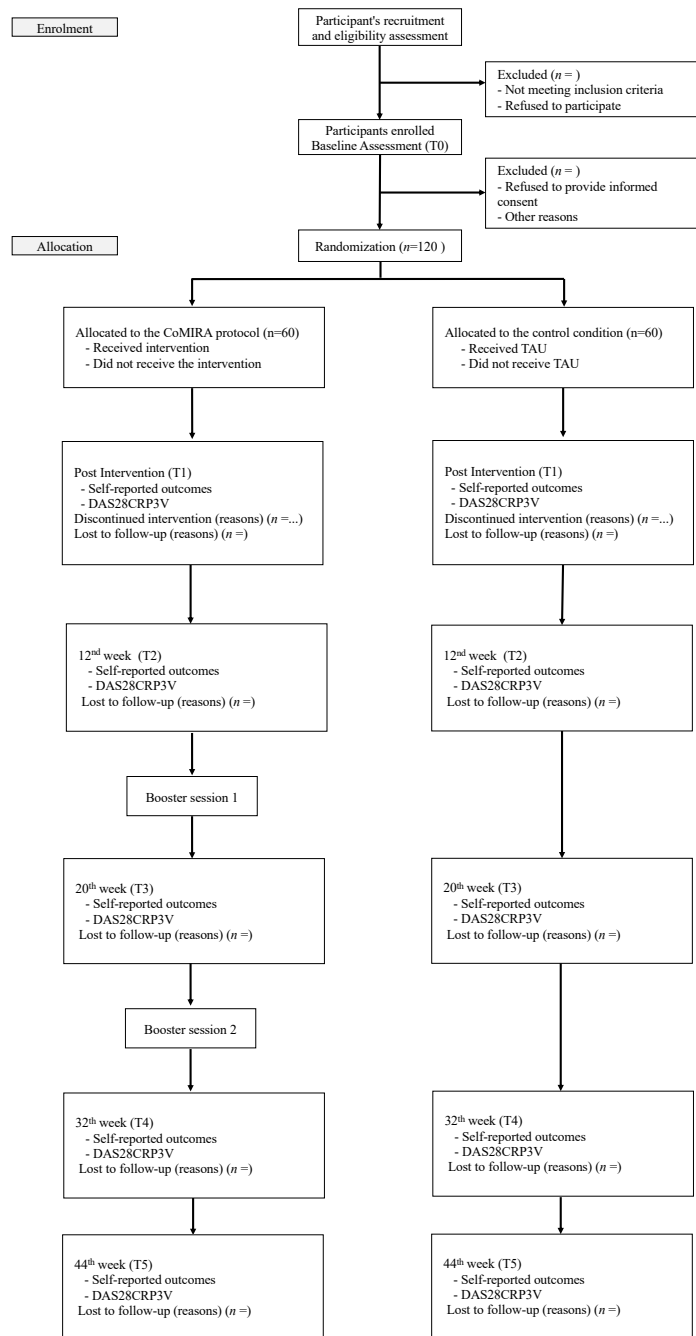 Enrolment
Participant's recruitment
and eligibility assessment
Excluded (n = )
- Not meeting inclusion criteria
- Refused to participate
Participants enrolled
Baseline Assessment (T0)
Excluded (n = )
- Refused to provide informed
consent
- Other reasons
Allocation
Randomization (n=120 )
Allocated to the CoMIRA protocol (n=60)
- Received intervention
- Did not receive the intervention
Allocated to the control condition (n=60)
- Received TAU
- Did not receive TAU
Post Intervention (T1)
- Self-reported outcomes
- DAS28CRP3V
Discontinued intervention (reasons) (n =...)
Lost to follow-up (reasons) (n =)
Post Intervention (T1)
- Self-reported outcomes
- DAS28CRP3V
Discontinued intervention (reasons) (n =...)
Lost to follow-up (reasons) (n =)
12nd week (T2)
- Self-reported outcomes
- DAS28CRP3V
Lost to follow-up (reasons) (n =)
12nd week (T2)
- Self-reported outcomes
- DAS28CRP3V
Lost to follow-up (reasons) (n =)
Booster session 1
20th week (T3)
- Self-reported outcomes
- DAS28CRP3V
Lost to follow-up (reasons) (n =)
20th week (T3)
- Self-reported outcomes
- DAS28CRP3V
Lost to follow-up (reasons) (n =)
Booster session 2
32th week (T4)
- Self-reported outcomes
- DAS28CRP3V
Lost to follow-up (reasons) (n =)
32th week (T4)
- Self-reported outcomes
- DAS28CRP3V
Lost to follow-up (reasons) (n =)
44th week (T5)
- Self-reported outcomes
- DAS28CRP3V
Lost to follow-up (reasons) (n =)
44th week (T5)
- Self-reported outcomes
- DAS28CRP3V
Lost to follow-up (reasons) (n =)